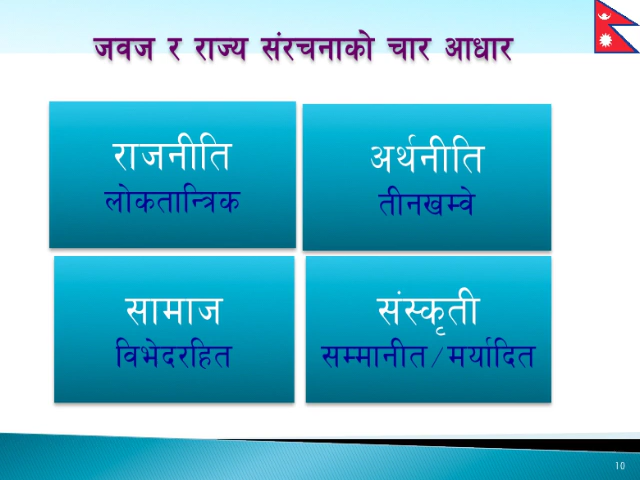 जवज र राज्य संरचनाको चार आधार
राजनीति
लोकतान्त्रिक
अर्थनीति
तीनखम्वे
सामाज
विभेदरहित
संस्कृती
सम्मानीत/मर्यादित
10